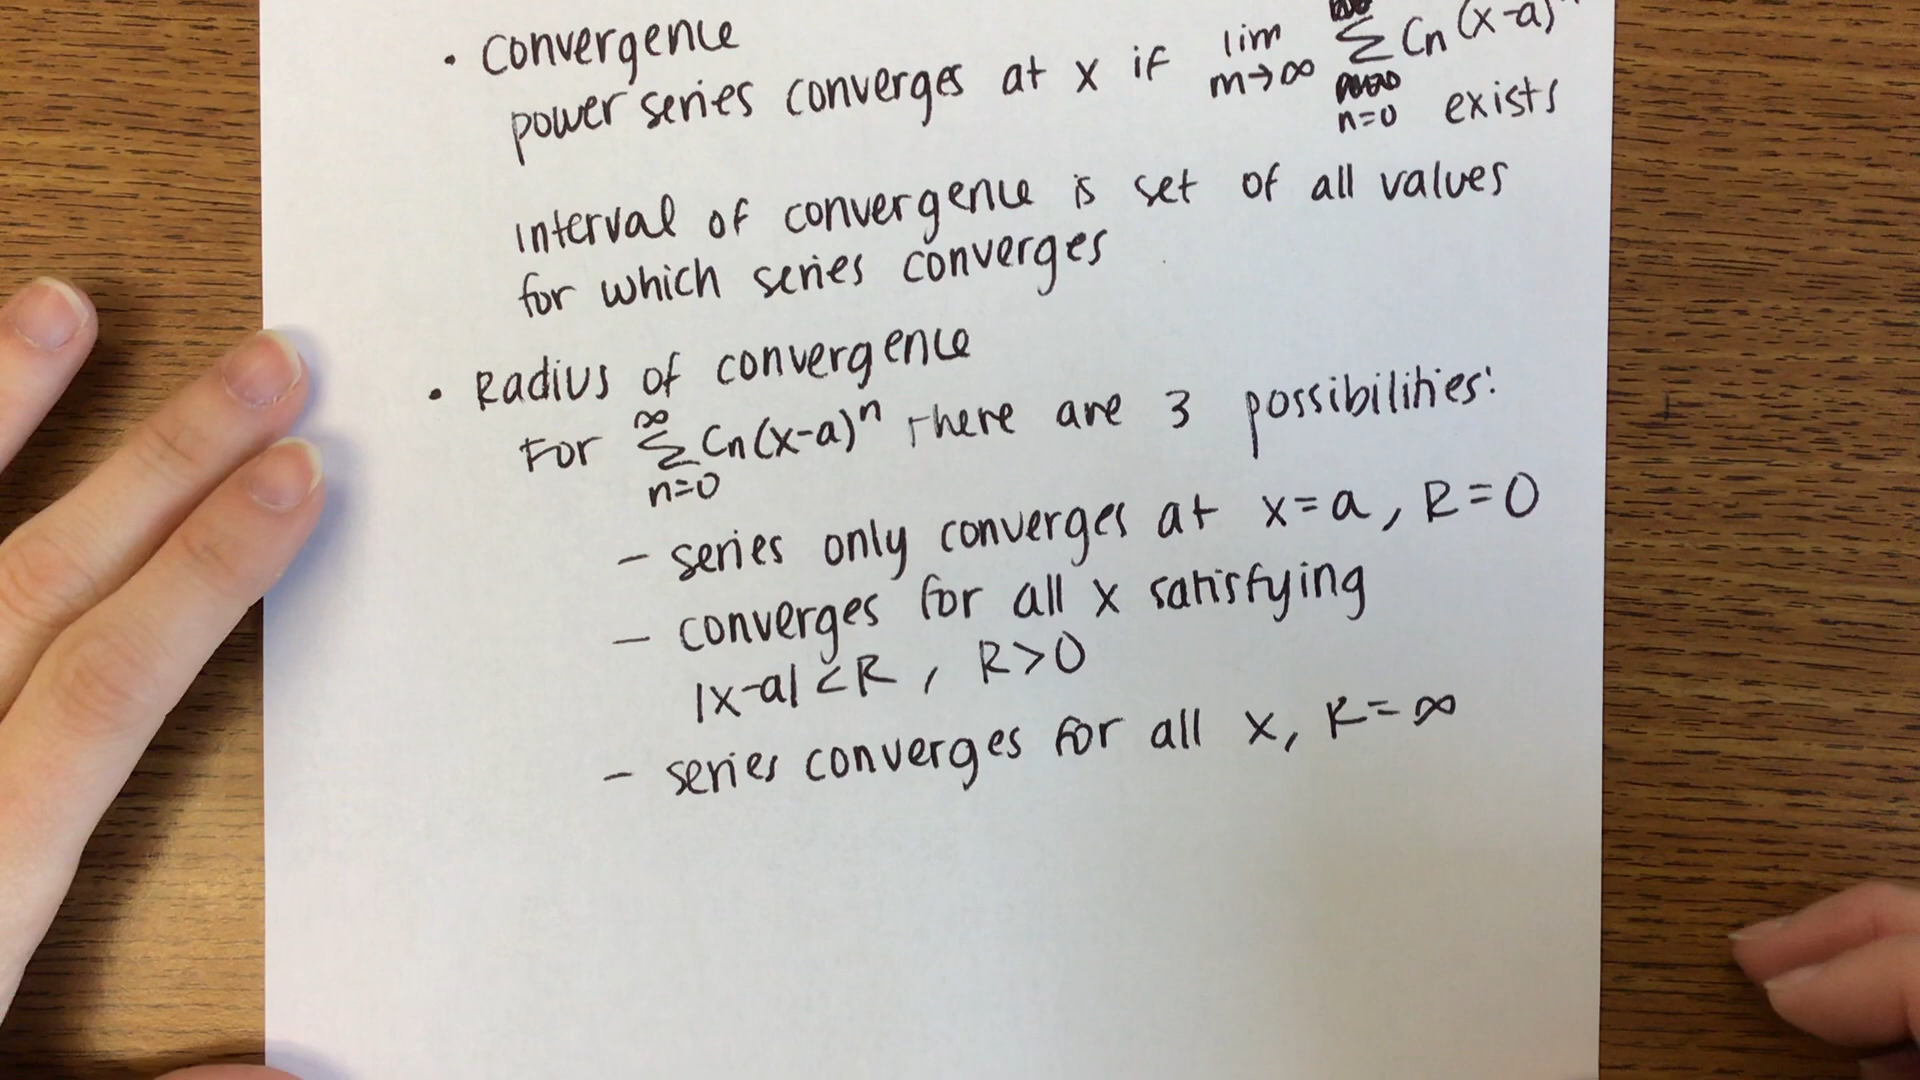 • Convergence
power series converges at x if lim m→∞ Σ n=0 Cn (x-a) exists
interval of convergence is set of all values
for which series converges
• Radius of convergence
For ∞ Σ n=0 Cn(x-a)^n there are 3 possibilities:
- series only converges at x=a, R=0
- converges for all x satisfying
|x-a|<R, R>0
- series converges for all x, R=∞